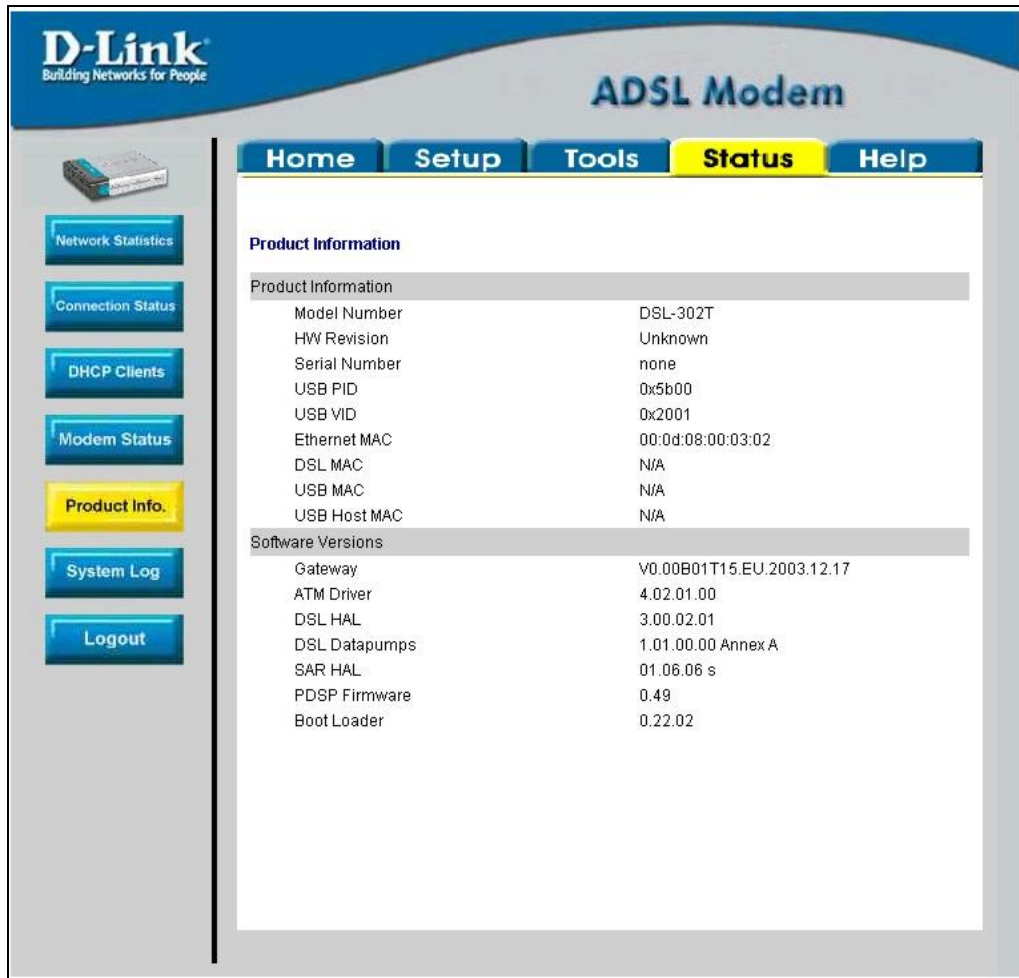 D-Link
Building Networks for People
ADSL Modem
Home Setup Tools Status Help
Network Statistics
Connection Status
DHCP Clients
Modem Status
Product Info.
System Log
Logout
Product Information
Product Information
Model Number DSL-302T
HW Revision Unknown
Serial Number none
USB PID 0x5b00
USB VID 0x2001
Ethernet MAC 00:0d:08:00:03:02
DSL MAC N/A
USB MAC N/A
USB Host MAC N/A
Software Versions
Gateway V0.00B01T15.EU.2003.12.17
ATM Driver 4.02.01.00
DSL HAL 3.00.02.01
DSL Datapumps 1.01.00.00 Annex A
SAR HAL 01.06.06 s
PDSP Firmware 0.49
Boot Loader 0.22.02